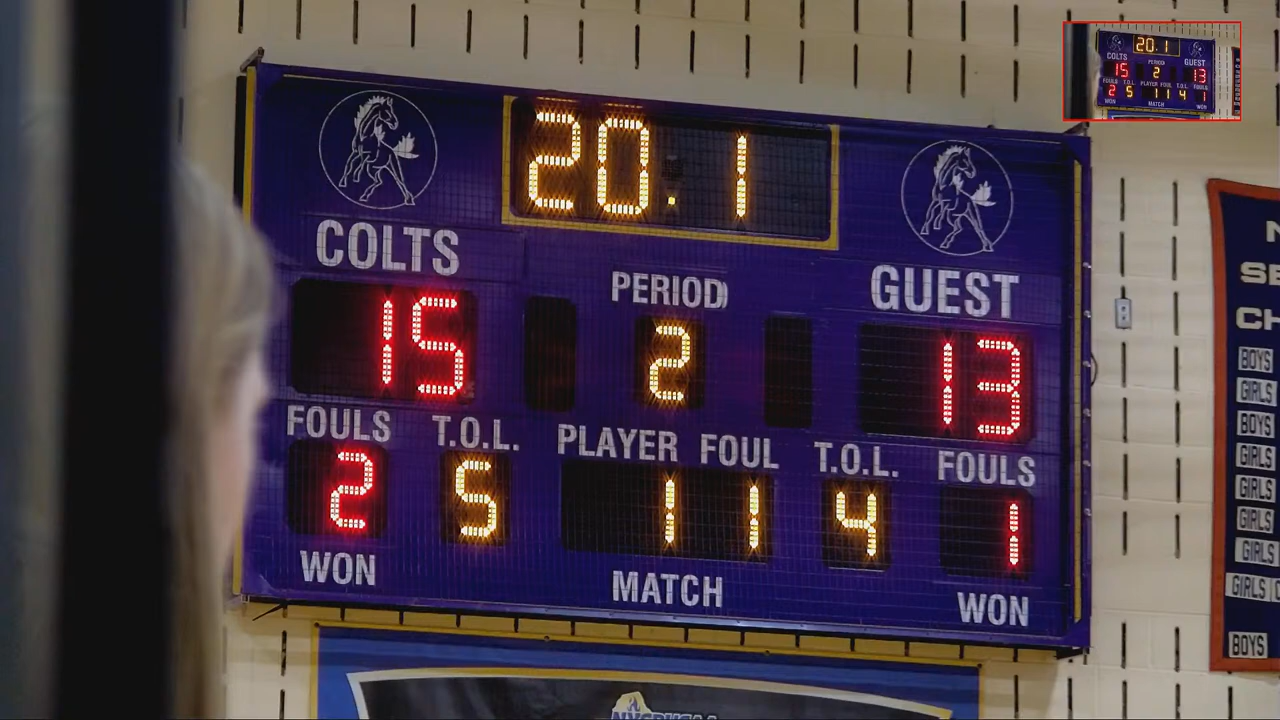 20.1
COLTS
PERIOD
GUEST
15
2
13
FOULS
T.O.L.
PLAYER FOUL
T.O.L.
FOULS
2
5
1 1
4
1
WON
MATCH
WON
BOYS
GIRLS
BOYS
GIRLS
GIRLS
GIRLS
GIRLS
GIRLS
BOYS